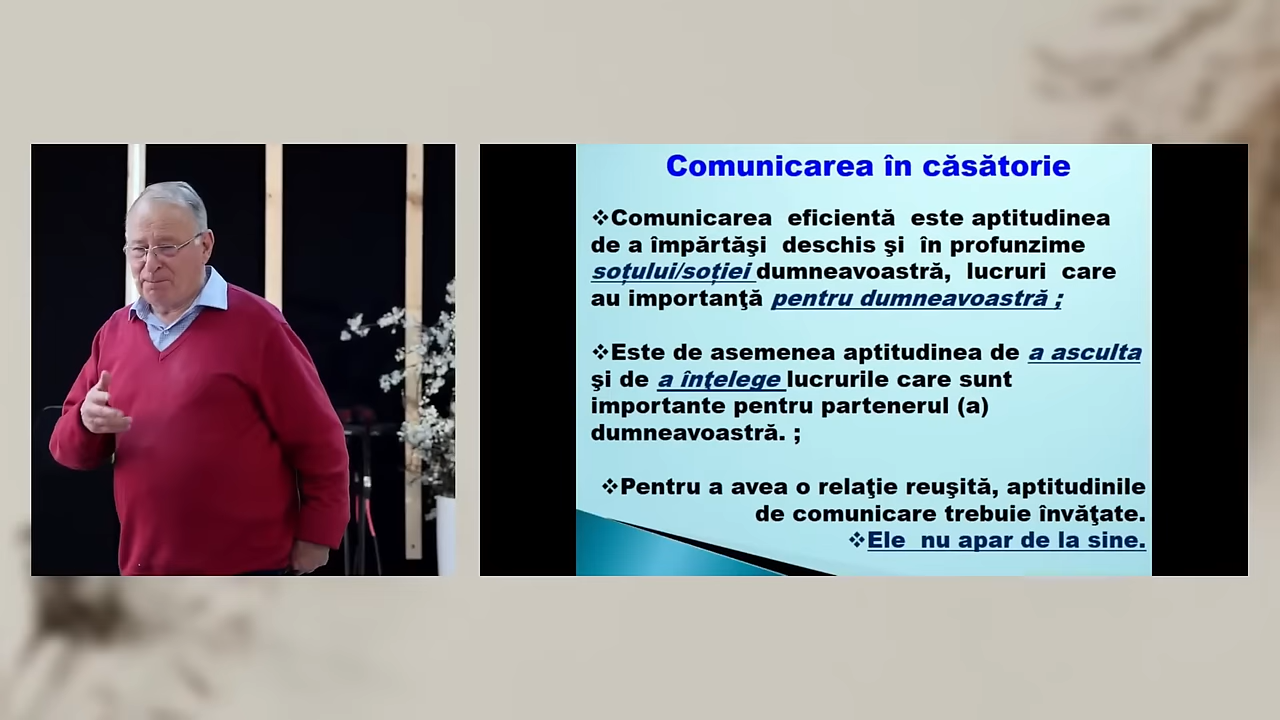 Comunicarea în căsătorie
❖Comunicarea eficientă este aptitudinea
de a împărtăşi deschis şi în profunzime
soțului/soției dumneavoastră, lucruri care
au importanţă pentru dumneavoastră ;
❖Este de asemenea aptitudinea de a asculta
şi de a înţelege lucrurile care sunt
importante pentru partenerul (a)
dumneavoastră. ;
❖Pentru a avea o relaţie reuşită, aptitudinile
de comunicare trebuie învăţate.
❖Ele nu apar de la sine.